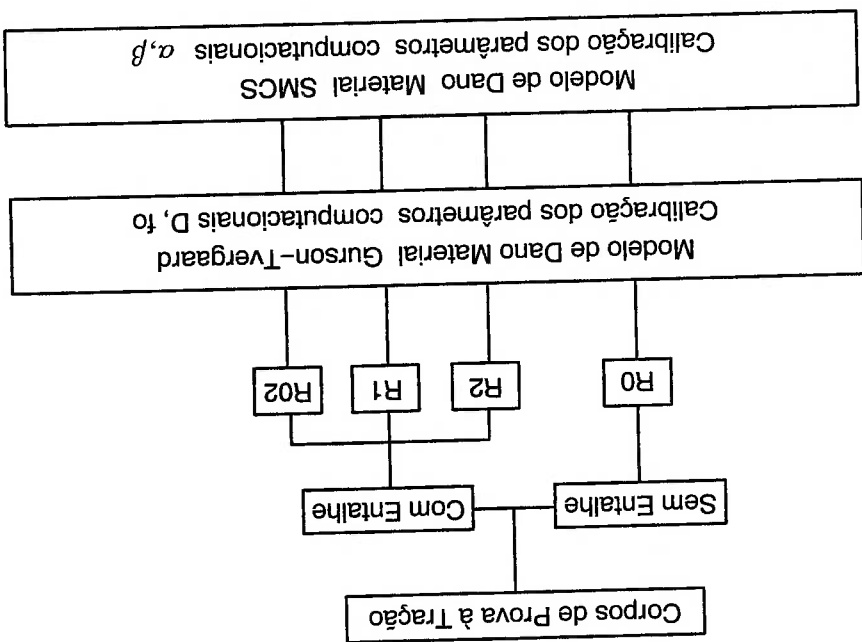 Corpos de Prova à Tração
Sem Entalhe
Com Entalhe
R0
R2
R1
R02
Modelo de Dano Material Gurson-Tvergaard
Calibração dos parâmetros computacionais D, fo
Modelo de Dano Material SMCS
Calibração dos parâmetros computacionais α,β